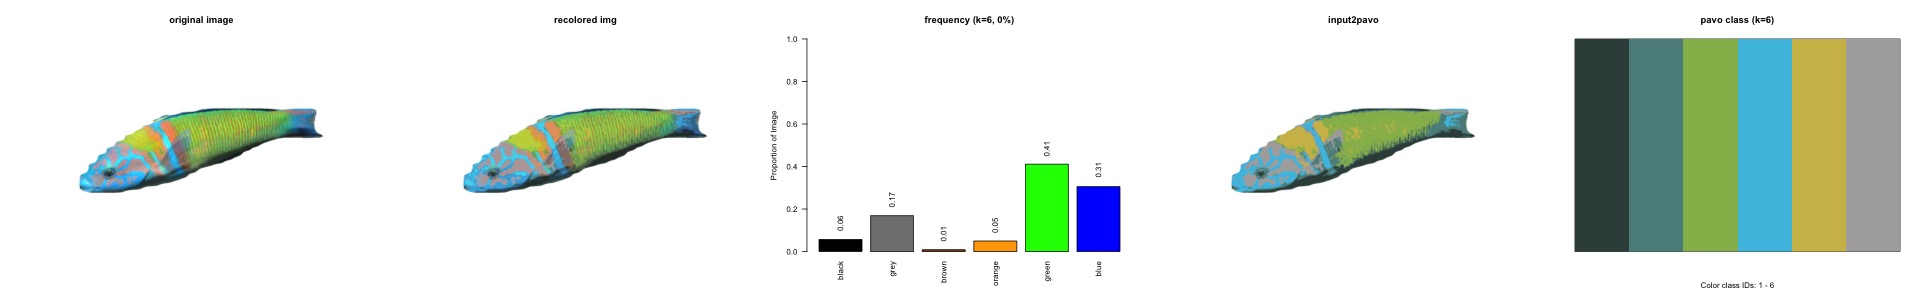 original image
recolored img
frequency (k=6, 0%)
input2pavo
pavo class (k=6)
Proportion of Image
1.0
0.8
0.6
0.4
0.2
0.0
0.06
0.17
0.01
0.05
0.41
0.31
black
grey
brown
orange
green
blue
Color class IDs: 1 - 6